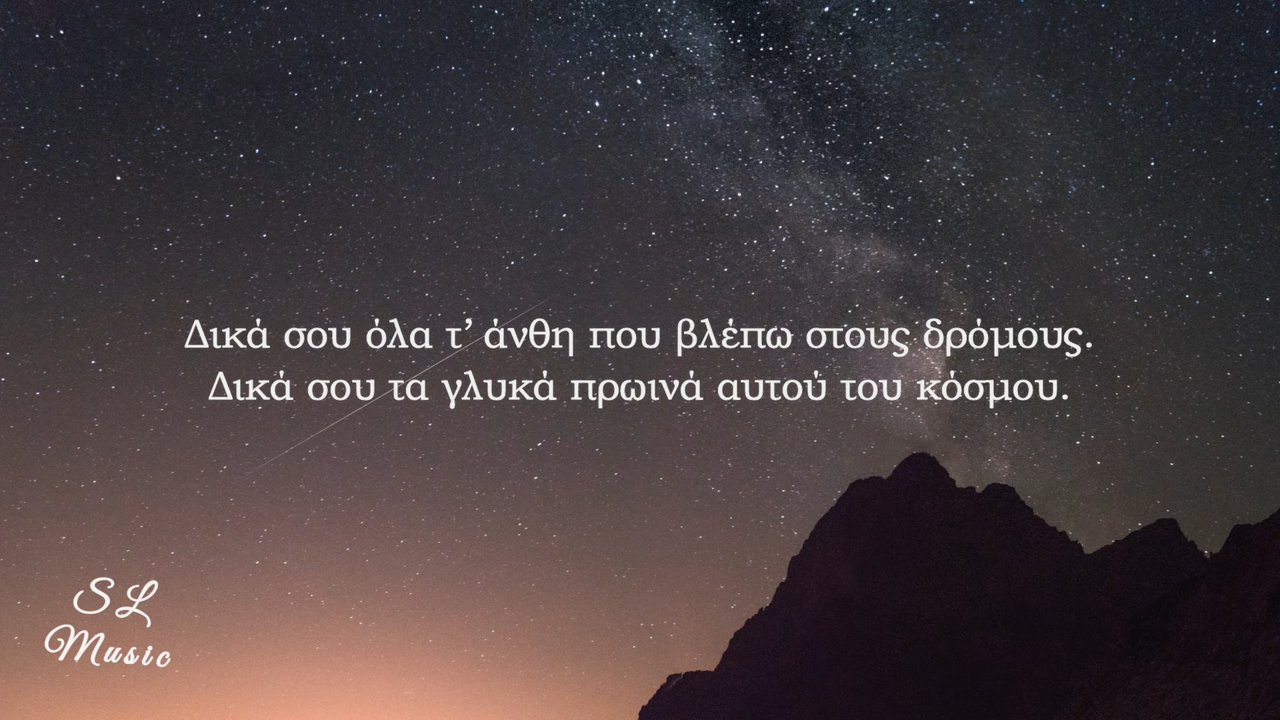 Δικά σου όλα τ’ άνθη που βλέπω στους δρόμους.
Δικά σου τα γλυκά πρωινά αυτού του κόσμου.
SL
Music